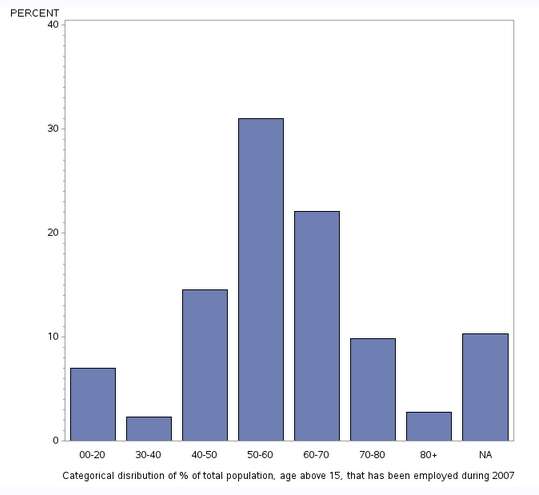 PERCENT
40
30
20
10
0
00-20 30-40 40-50 50-60 60-70 70-80 80+ NA
Categorical disribution of % of total population, age above 15, that has been employed during 2007